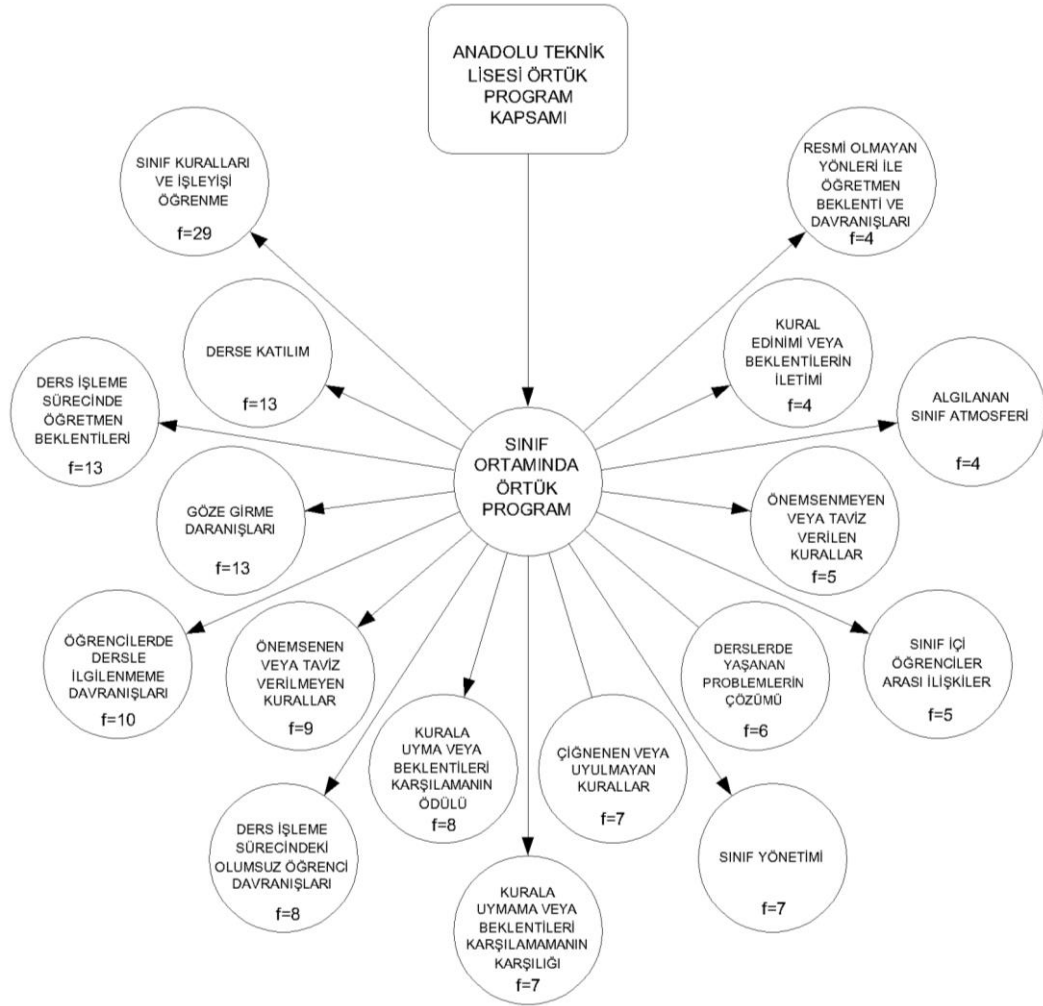 ANADOLU TEKNİK
LİSESİ ÖRTÜK
PROGRAM
KAPSAMI
SINIF KURALLARI
VE İŞLEYİŞİ
ÖĞRENME
f=29
RESMİ OLMAYAN
YÖNLERİ İLE
ÖĞRETMEN
BEKLENTİ VE
DAVRANIŞLARI
f=4
DERSE KATILIM
f=13
KURAL
EDİNİMİ VEYA
BEKLENTİLERİN
İLETİMİ
f=4
DERS İŞLEME
SÜRECİNDE
ÖĞRETMEN
BEKLENTİLERİ
f=13
ALGILANAN
SINIF ATMOSFERİ
f=4
SINIF
ORTAMINDA
ÖRTÜK
PROGRAM
GÖZE GİRME
DARANIŞLARI
f=13
ÖNEMSENMEYEN
VEYA TAVİZ
VERİLEN
KURALLAR
f=5
ÖĞRENCİLERDE
DERSLE
İLGİLENMEME
DAVRANIŞLARI
f=10
ÖNEMSENEN
VEYA TAVİZ
VERİLMEYEN
KURALLAR
f=9
DERSLERDE
YAŞANAN
PROBLEMLERİN
ÇÖZÜMÜ
f=6
SINIF İÇİ
ÖĞRENCİLER
ARASI İLİŞKİLER
f=5
KURALA
UYMA VEYA
BEKLENTİLERİ
KARŞILAMANIN
ÖDÜLÜ
f=8
ÇİĞNENEN VEYA
UYULMAYAN
KURALLAR
f=7
DERS İŞLEME
SÜRECİNDEKİ
OLUMSUZ ÖĞRENCİ
DAVRANIŞLARI
f=8
SINIF YÖNETİMİ
f=7
KURALA
UYMAMA VEYA
BEKLENTİLERİ
KARŞILAMAMANIN
KARŞILIĞI
f=7